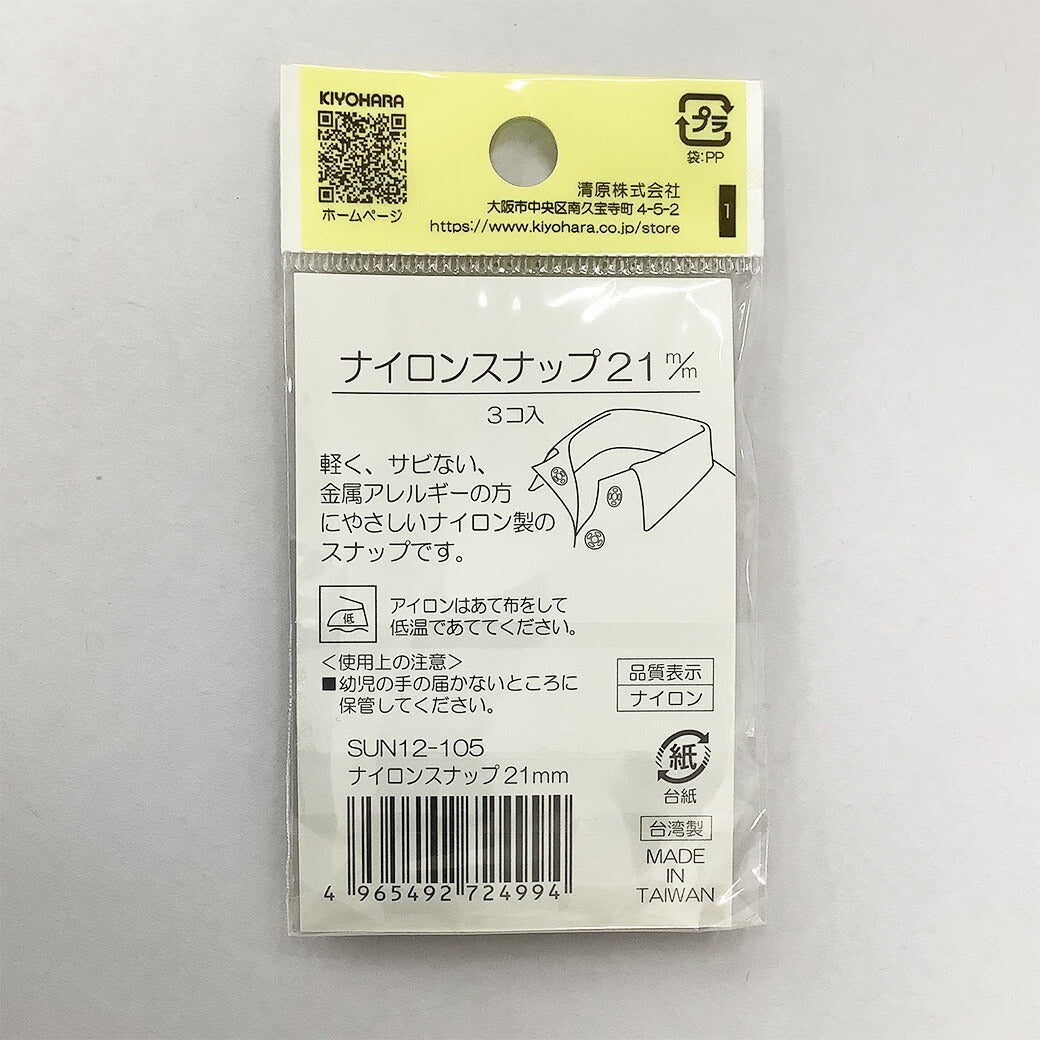 KIYOHARA
ホームページ
プラ
袋:PP
清原株式会社
大阪市中央区南久宝寺町 4-5-2
https://www.kiyohara.co.jp/store
1
ナイロンスナップ21 m/m
3コ入
軽く、サビない、
金属アレルギーの方
にやさしいナイロン製の
スナップです。
低
アイロンはあて布をして
低温であててください。
＜使用上の注意＞
■幼児の手の届かないところに
保管してください。
品質表示
ナイロン
SUN12-105
ナイロンスナップ21mm
紙
台紙
台湾製
MADE
IN
TAIWAN
4 965492 724994